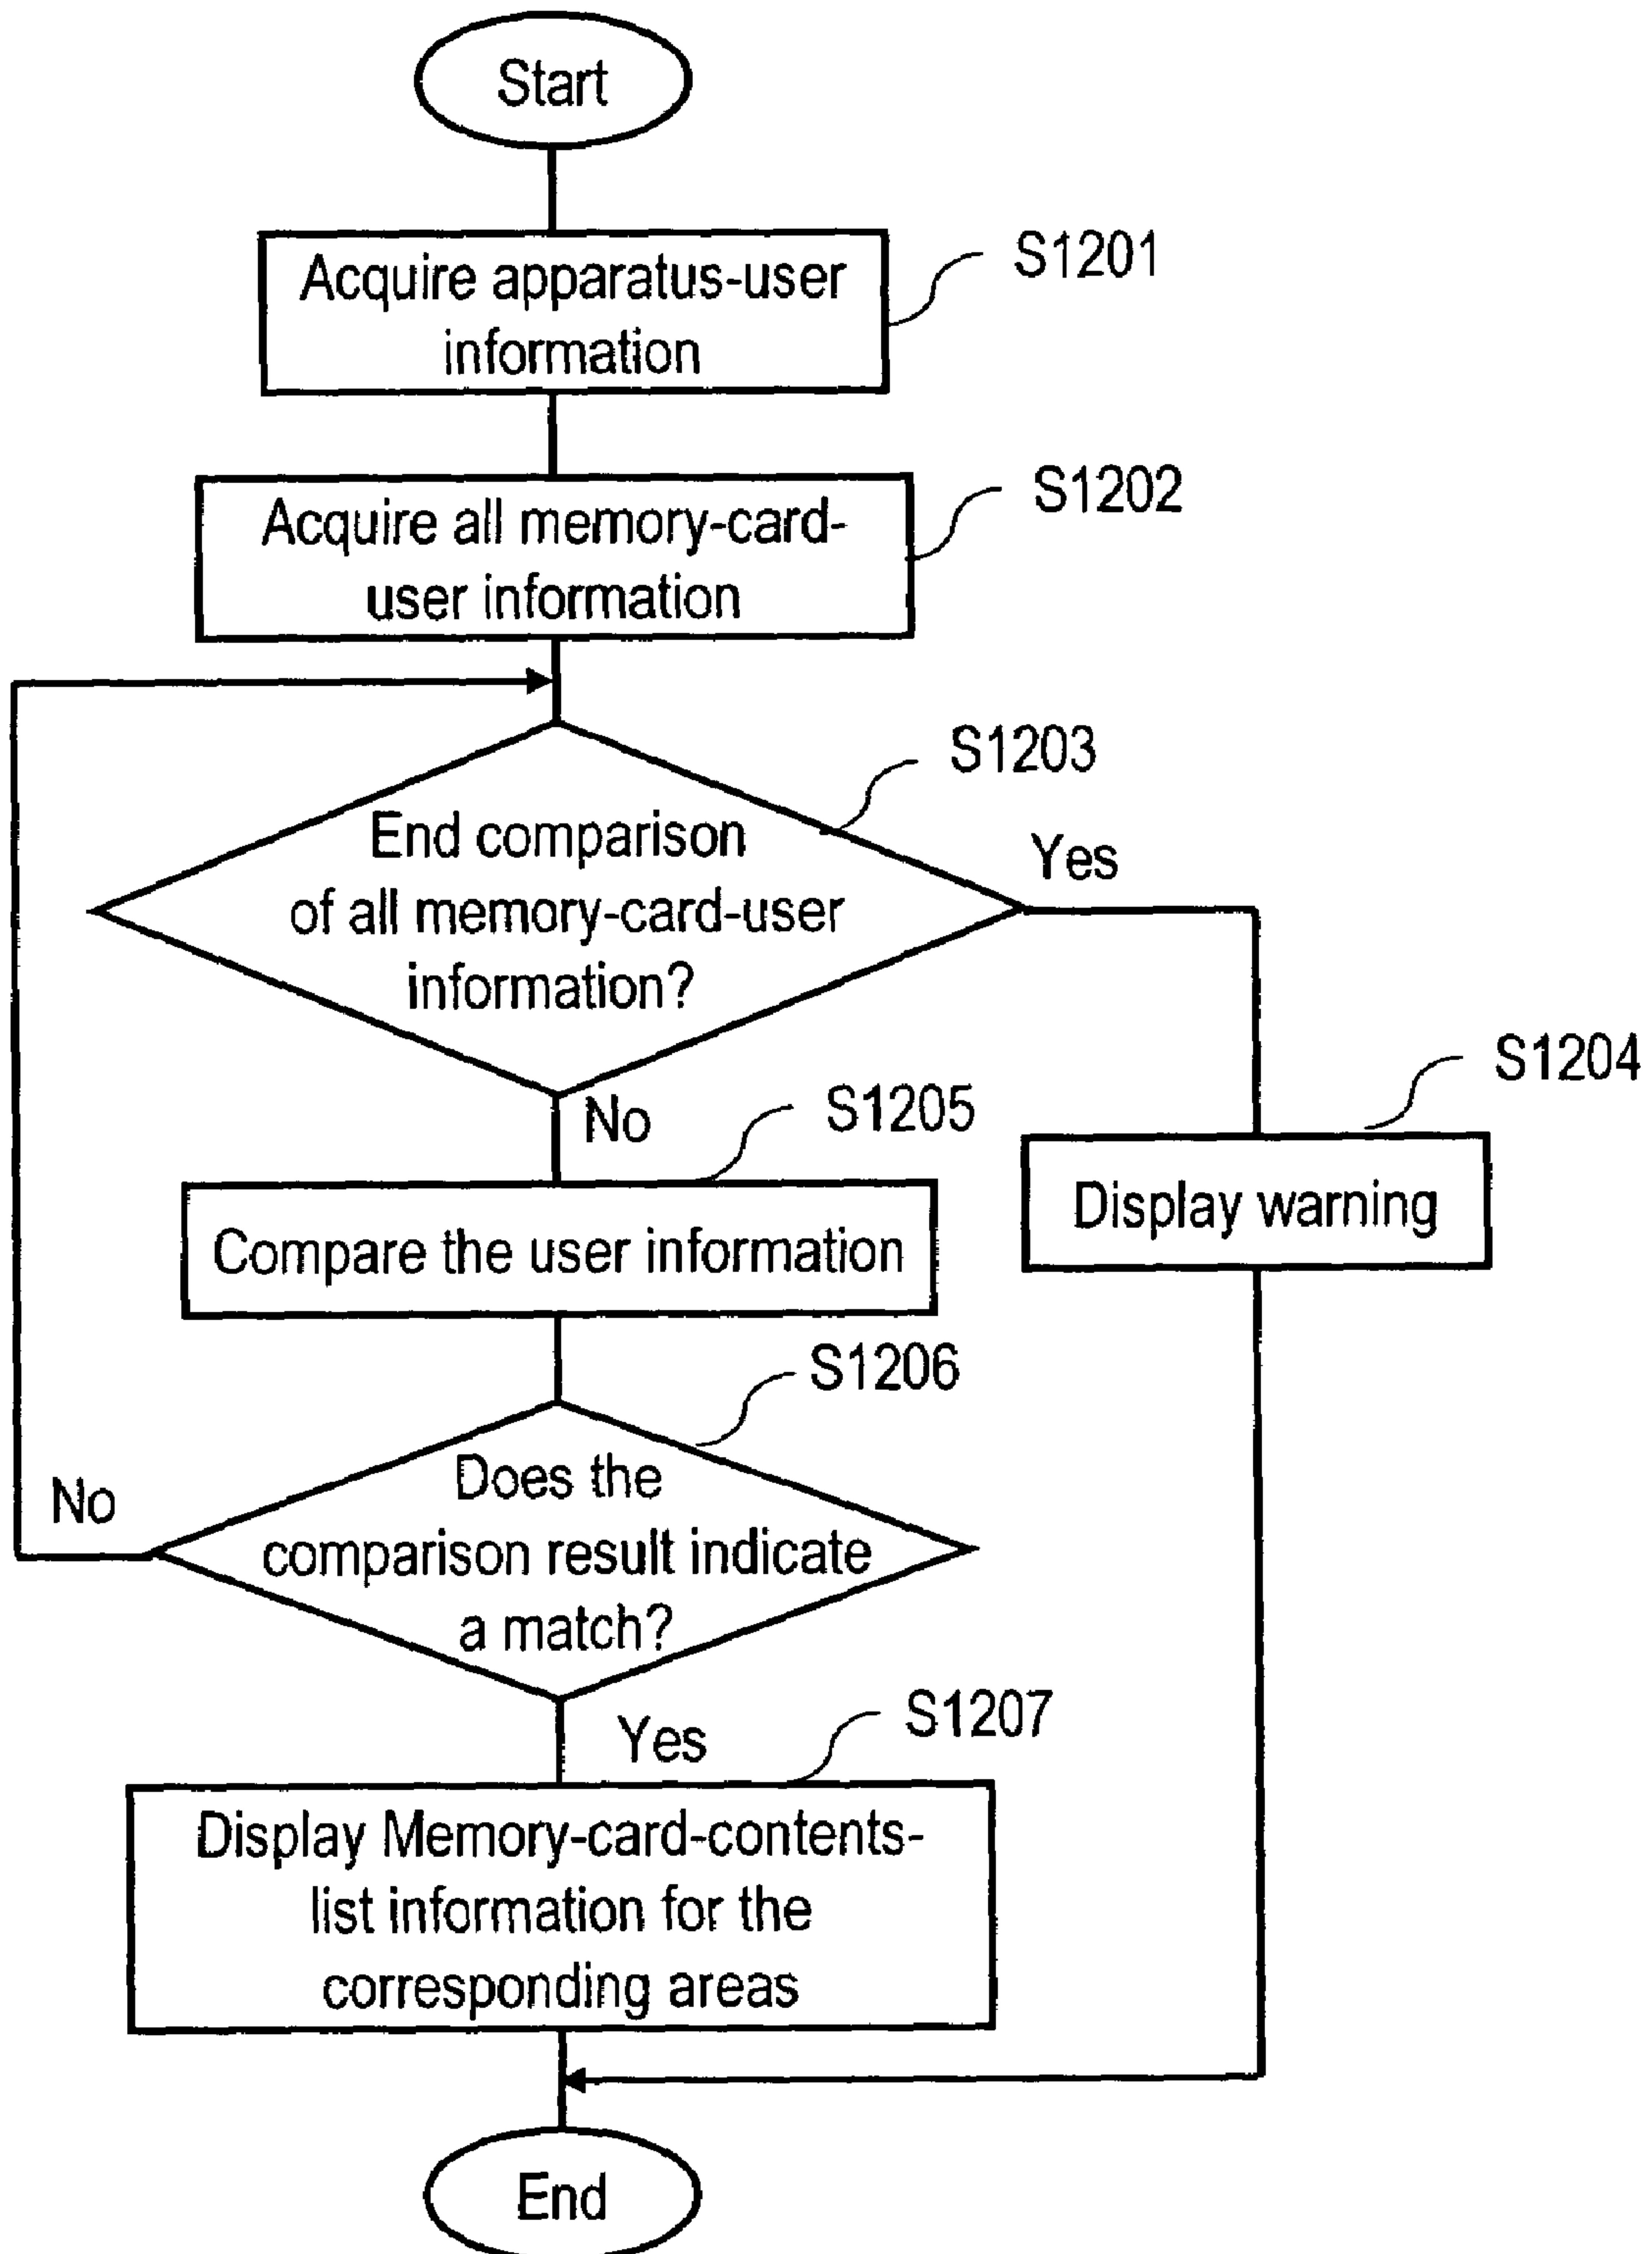 Start
S1201
Acquire apparatus-user
information
S1202
Acquire all memory-card-
user information
S1203
End comparison
of all memory-card-user
information?
Yes
No
S1204
Display warning
S1205
Compare the user information
S1206
Does the
comparison result indicate
a match?
No
Yes
S1207
Display Memory-card-contents-
list information for the
corresponding areas
End